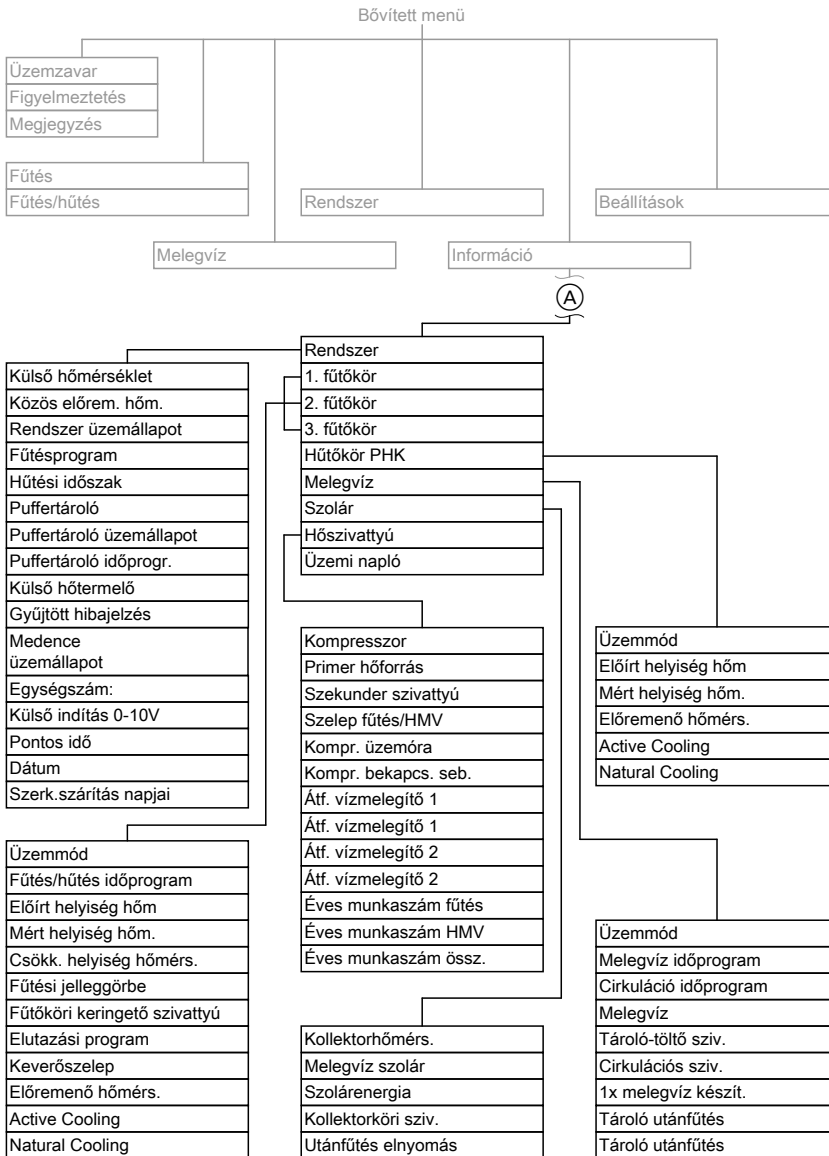 Bővített menü
Üzemzavar
Figyelmeztetés
Megjegyzés
Fűtés
Fűtés/hűtés
Rendszer
Beállítások
Melegvíz
Információ
A
Rendszer
1. fűtőkör
2. fűtőkör
3. fűtőkör
Hűtőkör PHK
Melegvíz
Szolár
Hőszivattyú
Üzemi napló
Külső hőmérséklet
Közös előrem. hőm.
Rendszer üzemállapot
Fűtésprogram
Hűtési időszak
Puffertároló
Puffertároló üzemállapot
Puffertároló időprogr.
Külső hőtermelő
Gyűjtött hibajelzés
Medence
üzemállapot
Egységszám:
Külső indítás 0-10V
Pontos idő
Dátum
Szerk.szárítás napjai
Kompresszor
Primer hőforrás
Szekunder szivattyú
Szelep fűtés/HMV
Kompr. üzemóra
Kompr. bekapcs. seb.
Átf. vízmelegítő 1
Átf. vízmelegítő 1
Átf. vízmelegítő 2
Átf. vízmelegítő 2
Éves munkaszám fűtés
Éves munkaszám HMV
Éves munkaszám össz.
Üzemmód
Előírt helyiség hőm
Mért helyiség hőm.
Előremenő hőmérs.
Active Cooling
Natural Cooling
Üzemmód
Fűtés/hűtés időprogram
Előírt helyiség hőm
Mért helyiség hőm.
Csökk. helyiség hőmérs.
Fűtési jelleggörbe
Fűtőköri keringető szivattyú
Elutazási program
Keverőszelep
Előremenő hőmérs.
Active Cooling
Natural Cooling
Kollektorhőmérs.
Melegvíz szolár
Szolárenergia
Kollektorköri sziv.
Utánfűtés elnyomás
Üzemmód
Melegvíz időprogram
Cirkuláció időprogram
Melegvíz
Tároló-töltő sziv.
Cirkulációs sziv.
1x melegvíz készít.
Tároló utánfűtés
Tároló utánfűtés